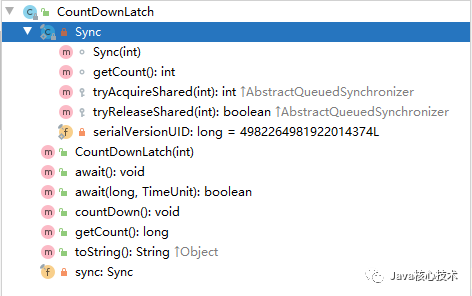 CountDownLatch
Sync
Sync(int)
getCount(): int
tryAcquireShared(int): int ↑AbstractQueuedSynchronizer
tryReleaseShared(int): boolean ↑AbstractQueuedSynchronizer
serialVersionUID: long = 4982264981922014374L
CountDownLatch(int)
await(): void
await(long, TimeUnit): boolean
countDown(): void
getCount(): long
toString(): String ↑Object
sync: Sync
Java核心技术